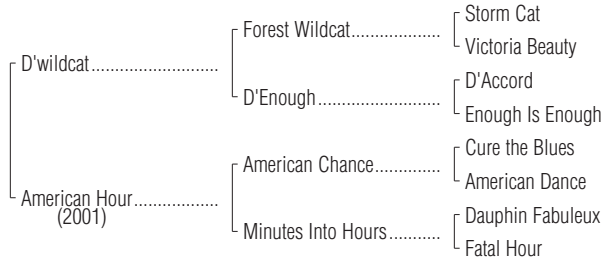 Storm Cat
Forest Wildcat
Victoria Beauty
D'wildcat
D'Accord
D'Enough
Enough Is Enough
Cure the Blues
American Chance
American Dance
American Hour
(2001)
Dauphin Fabuleux
Minutes Into Hours
Fatal Hour